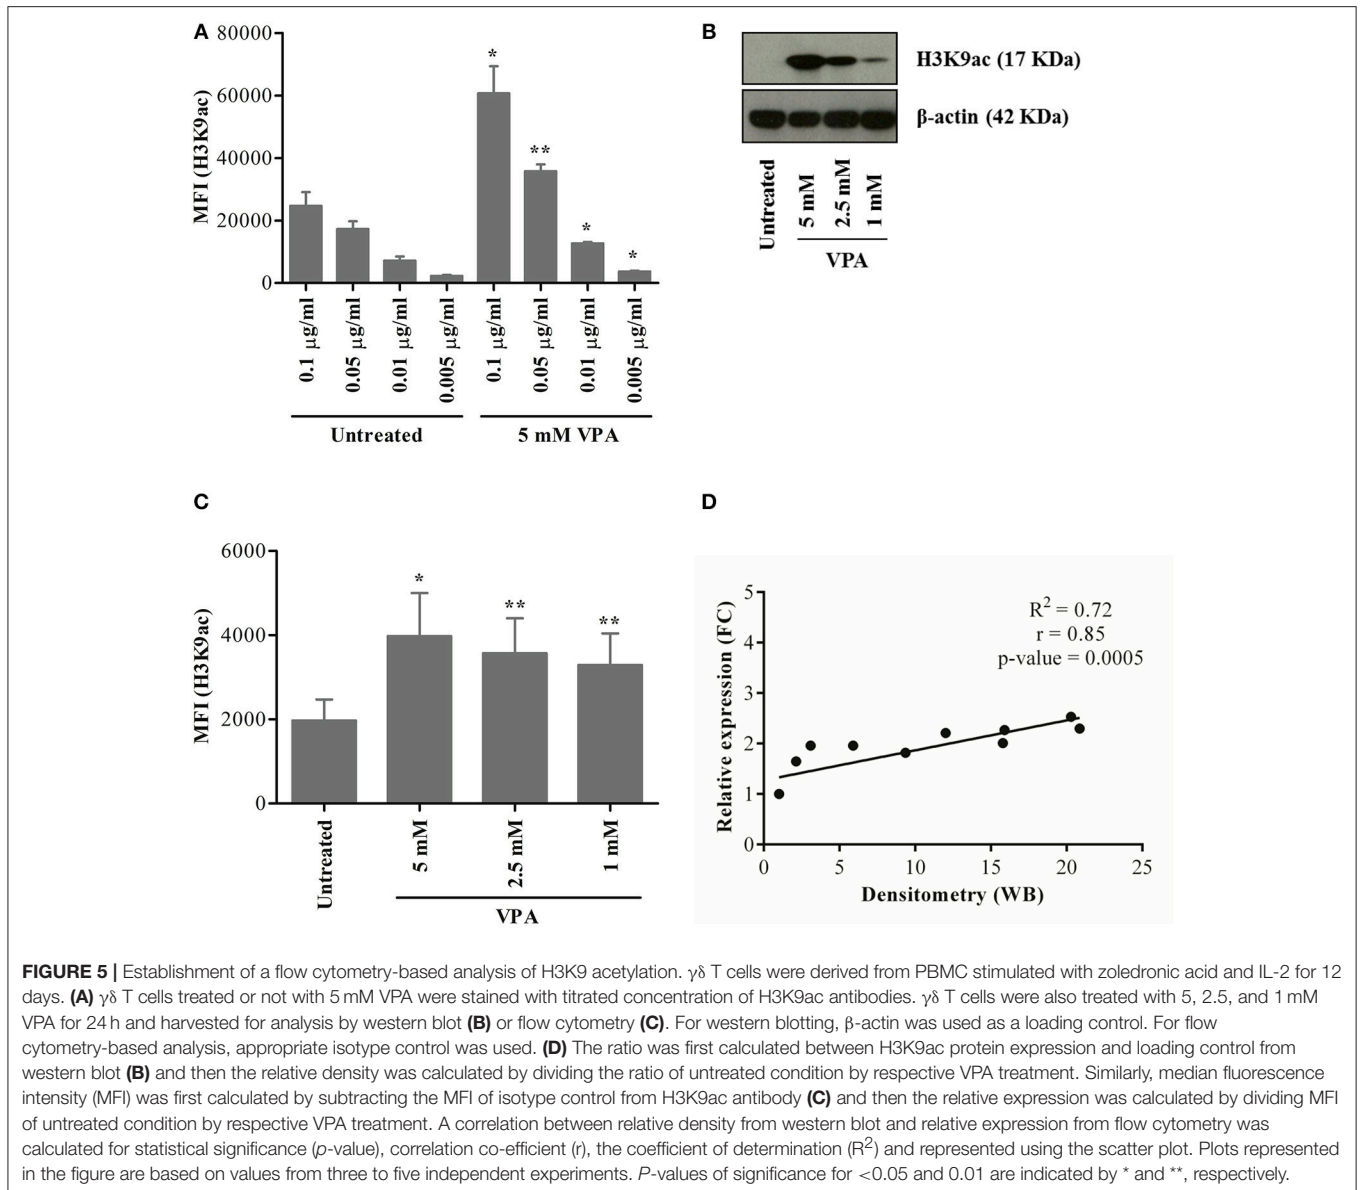 A
80000
60000
40000
20000
0
MFI (H3K9ac)
*
**
*
*
0.1 µg/ml
0.05 µg/ml
0.01 µg/ml
0.005 µg/ml
0.1 µg/ml
0.05 µg/ml
0.01 µg/ml
0.005 µg/ml
Untreated
5 mM VPA
B
H3K9ac (17 KDa)
β-actin (42 KDa)
Untreated
5 mM
2.5 mM
1 mM
VPA
C
6000
4000
2000
0
MFI (H3K9ac)
*
**
**
Untreated
5 mM
2.5 mM
1 mM
VPA
D
5
4
3
2
1
0
Relative expression (FC)
R² = 0.72
r = 0.85
p-value = 0.0005
0 5 10 15 20 25
Densitometry (WB)
FIGURE 5 | Establishment of a flow cytometry-based analysis of H3K9 acetylation. γδ T cells were derived from PBMC stimulated with zoledronic acid and IL-2 for 12
days. (A) γδ T cells treated or not with 5 mM VPA were stained with titrated concentration of H3K9ac antibodies. γδ T cells were also treated with 5, 2.5, and 1 mM
VPA for 24 h and harvested for analysis by western blot (B) or flow cytometry (C). For western blotting, β-actin was used as a loading control. For flow
cytometry-based analysis, appropriate isotype control was used. (D) The ratio was first calculated between H3K9ac protein expression and loading control from
western blot (B) and then the relative density was calculated by dividing the ratio of untreated condition by respective VPA treatment. Similarly, median fluorescence
intensity (MFI) was first calculated by subtracting the MFI of isotype control from H3K9ac antibody (C) and then the relative expression was calculated by dividing MFI
of untreated condition by respective VPA treatment. A correlation between relative density from western blot and relative expression from flow cytometry was
calculated for statistical significance (p-value), correlation co-efficient (r), the coefficient of determination (R²) and represented using the scatter plot. Plots represented
in the figure are based on values from three to five independent experiments. P-values of significance for <0.05 and 0.01 are indicated by * and **, respectively.